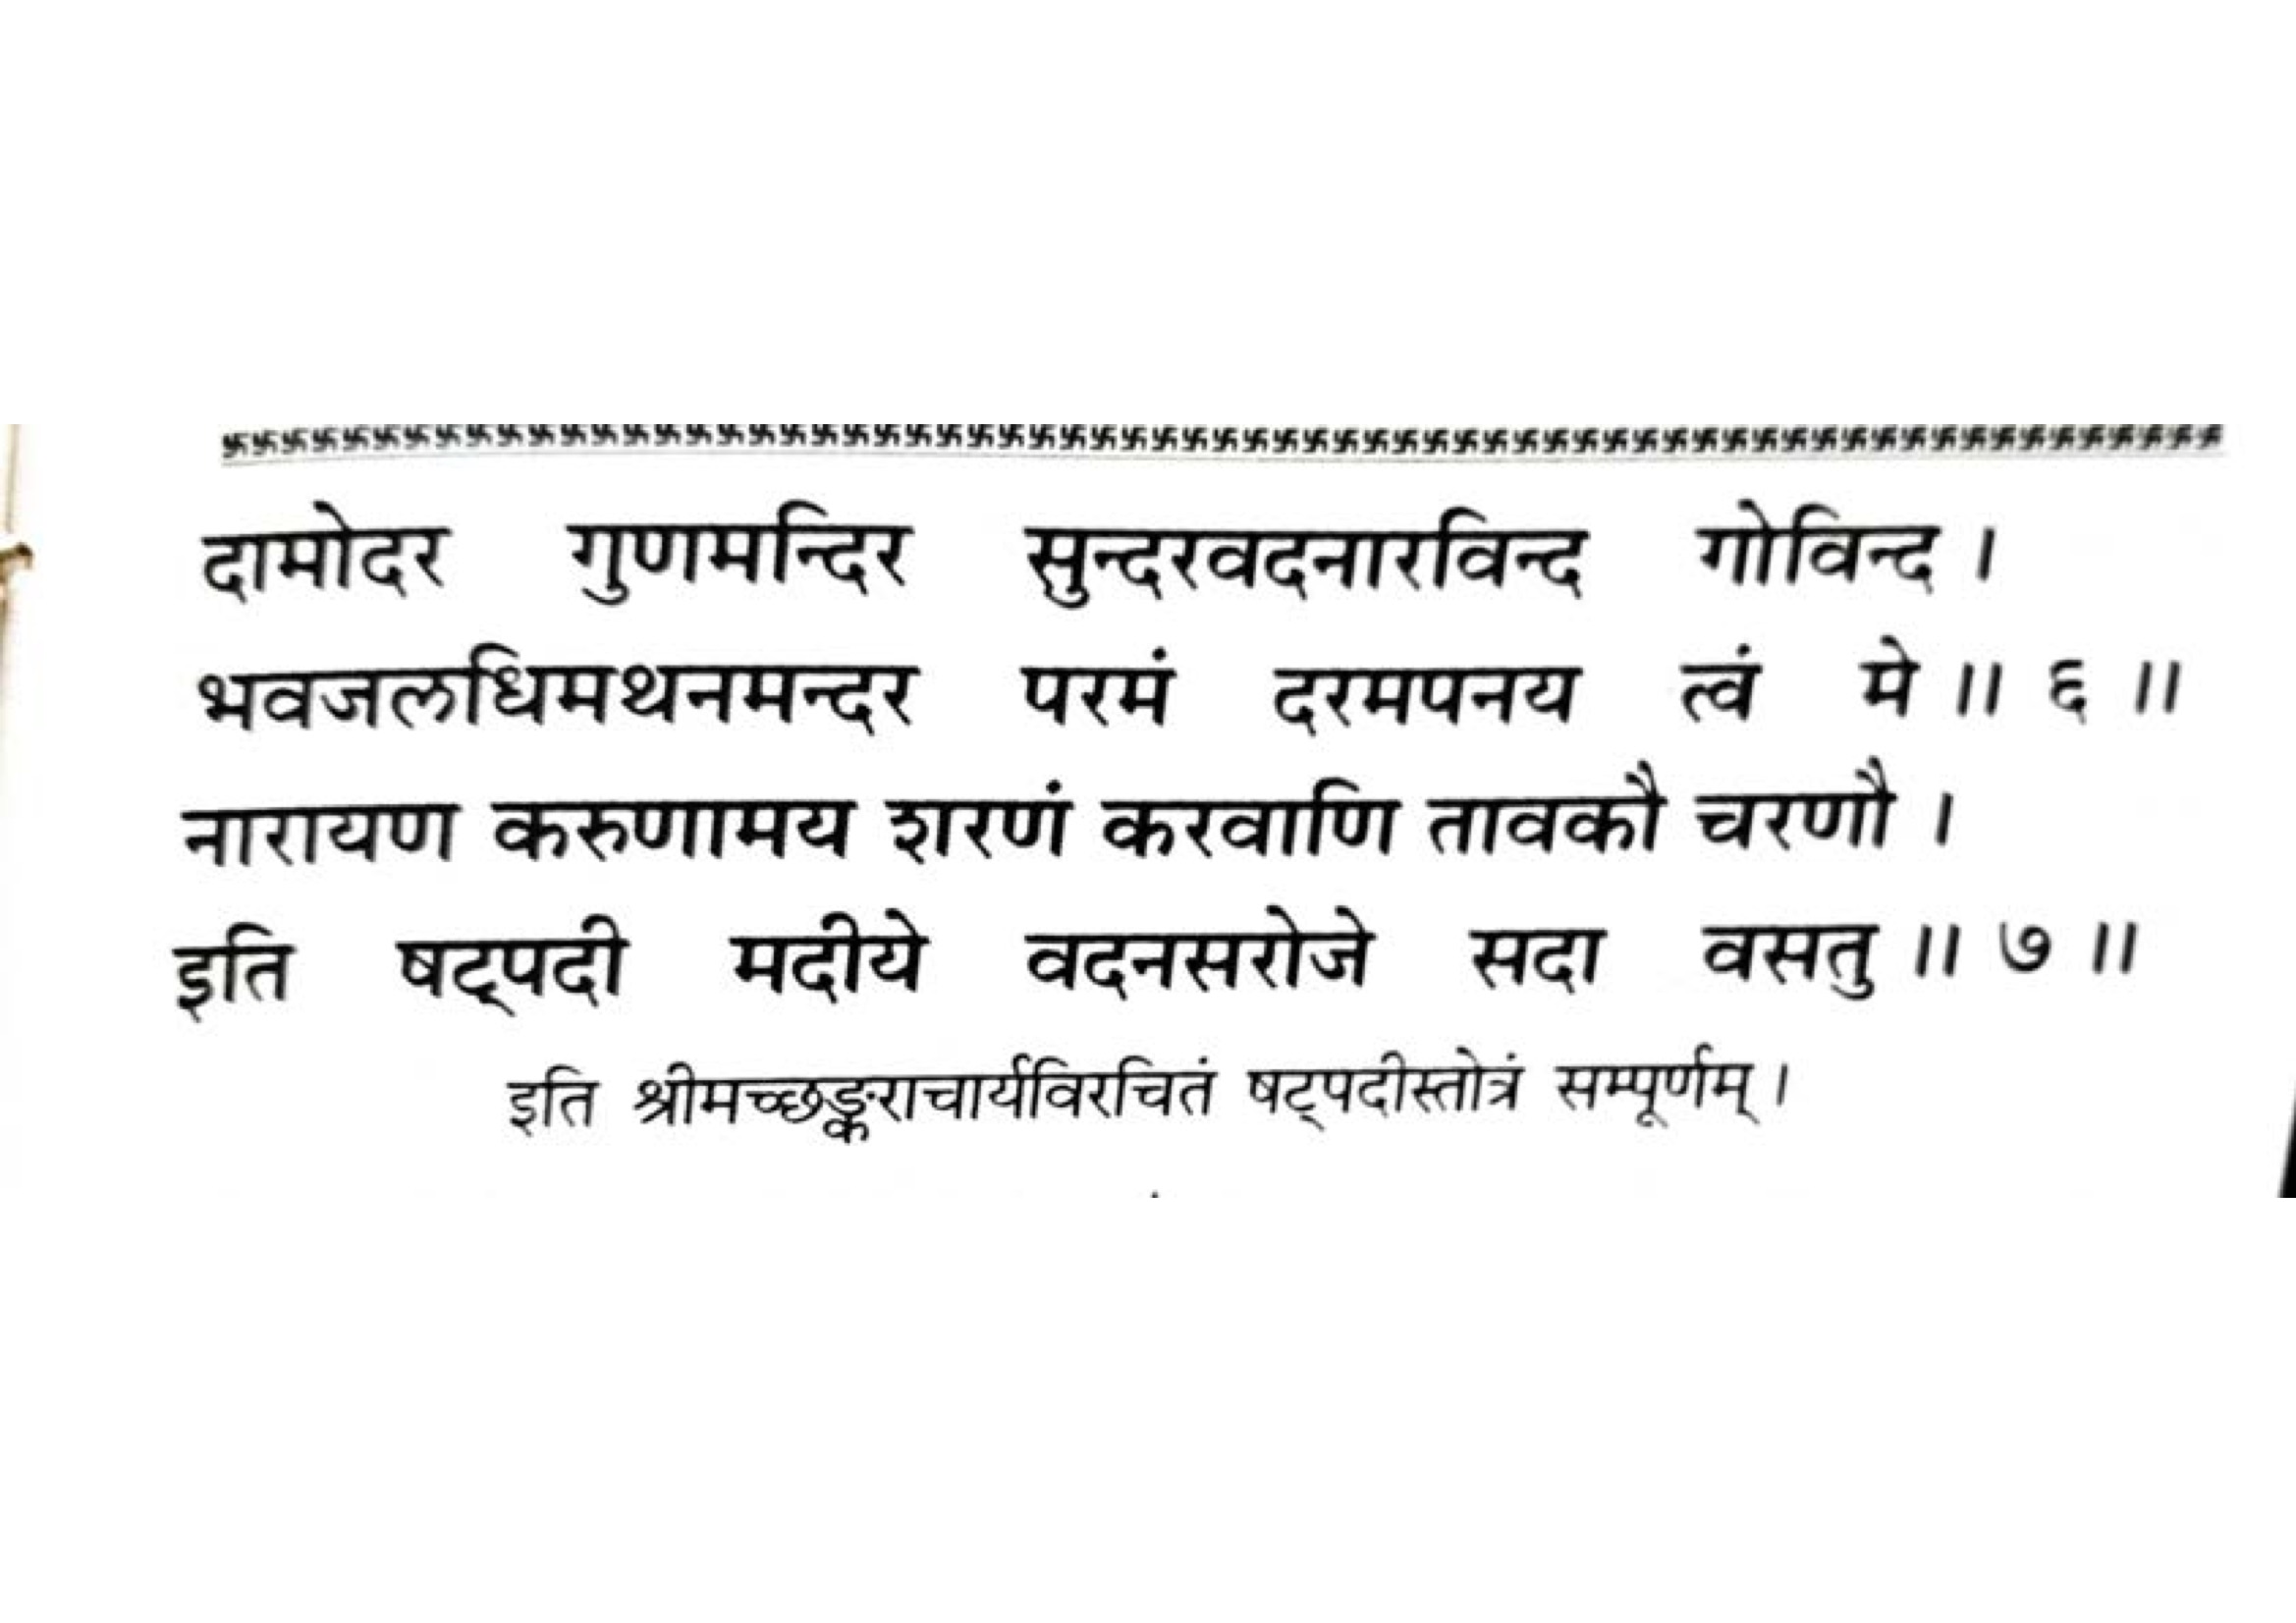 दामोदर गुणमन्दिर सुन्दरवदनारविन्द गोविन्द ।
भवजलधिमथनमन्दर परमं दरमपनय त्वं मे ॥ ६ ॥
नारायण करुणामय शरणं करवाणि तावकौ चरणौ ।
इति षट्पदी मदीये वदनसरोजे सदा वसतु ॥ ७ ॥
इति श्रीमच्छङ्कराचार्यविरचितं षट्पदीस्तोत्रं सम्पूर्णम् ।